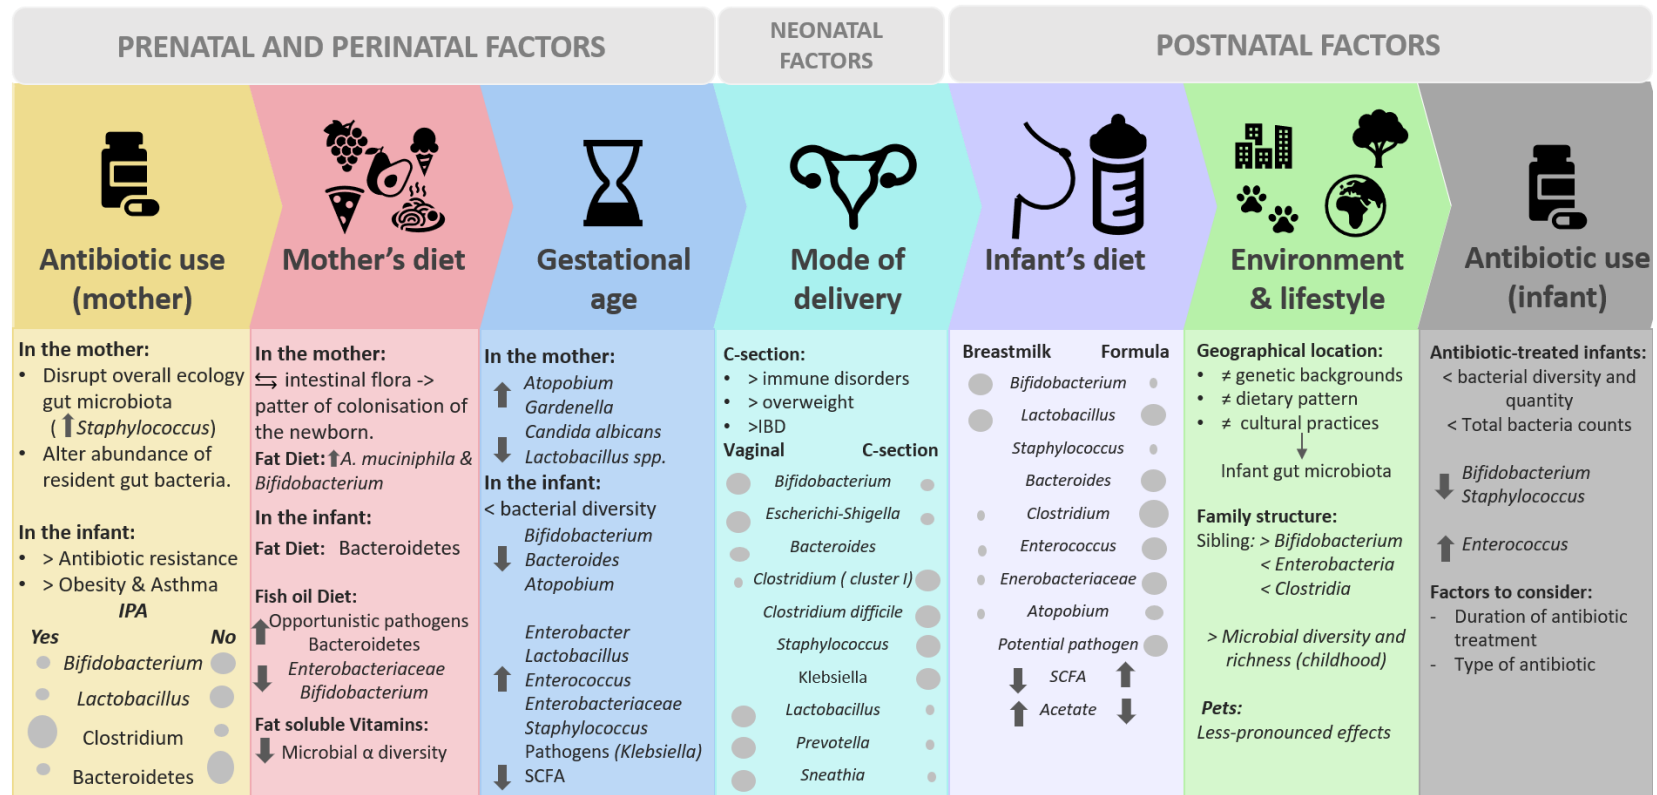 PRENATAL AND PERINATAL FACTORS
NEONATAL
FACTORS
POSTNATAL FACTORS
Antibiotic use
(mother)
In the mother:
• Disrupt overall ecology
gut microbiota
( Staphylococcus)
• Alter abundance of
resident gut bacteria.
In the infant:
• > Antibiotic resistance
• > Obesity & Asthma
IPA
Yes No
Bifidobacterium
Lactobacillus
Clostridium
Bacteroidetes
Mother's diet
In the mother:
⇆ intestinal flora ->
patter of colonisation of
the newborn.
Fat Diet: A. muciniphila &
Bifidobacterium
In the infant:
Fat Diet: Bacteroidetes
Fish oil Diet:
Opportunistic pathogens
Bacteroidetes
Enterobacteriaceae
Bifidobacterium
Fat soluble Vitamins:
Microbial α diversity
Gestational
age
In the mother:
Atopobium
Gardenella
Candida albicans
Lactobacillus spp.
In the infant:
< bacterial diversity
Bifidobacterium
Bacteroides
Atopobium
Enterobacter
Lactobacillus
Enterococcus
Enterobacteriaceae
Staphylococcus
Pathogens (Klebsiella)
SCFA
Mode of
delivery
C-section:
• > immune disorders
• > overweight
• >IBD
Vaginal C-section
Bifidobacterium
Escherichi-Shigella
Bacteroides
Clostridium ( cluster I)
Clostridium difficile
Staphylococcus
Klebsiella
Lactobacillus
Prevotella
Sneathia
Infant's diet
Breastmilk Formula
Bifidobacterium
Lactobacillus
Staphylococcus
Bacteroides
Clostridium
Enterococcus
Enerobacteriaceae
Atopobium
Potential pathogen
SCFA
Acetate
Environment
& lifestyle
Geographical location:
• ≠ genetic backgrounds
• ≠ dietary pattern
• ≠ cultural practices
Infant gut microbiota
Family structure:
Sibling: > Bifidobacterium
< Enterobacteria
< Clostridia
> Microbial diversity and
richness (childhood)
Pets:
Less-pronounced effects
Antibiotic use
(infant)
Antibiotic-treated infants:
< bacterial diversity and
quantity
< Total bacteria counts
Bifidobacterium
Staphylococcus
Enterococcus
Factors to consider:
- Duration of antibiotic
treatment
- Type of antibiotic